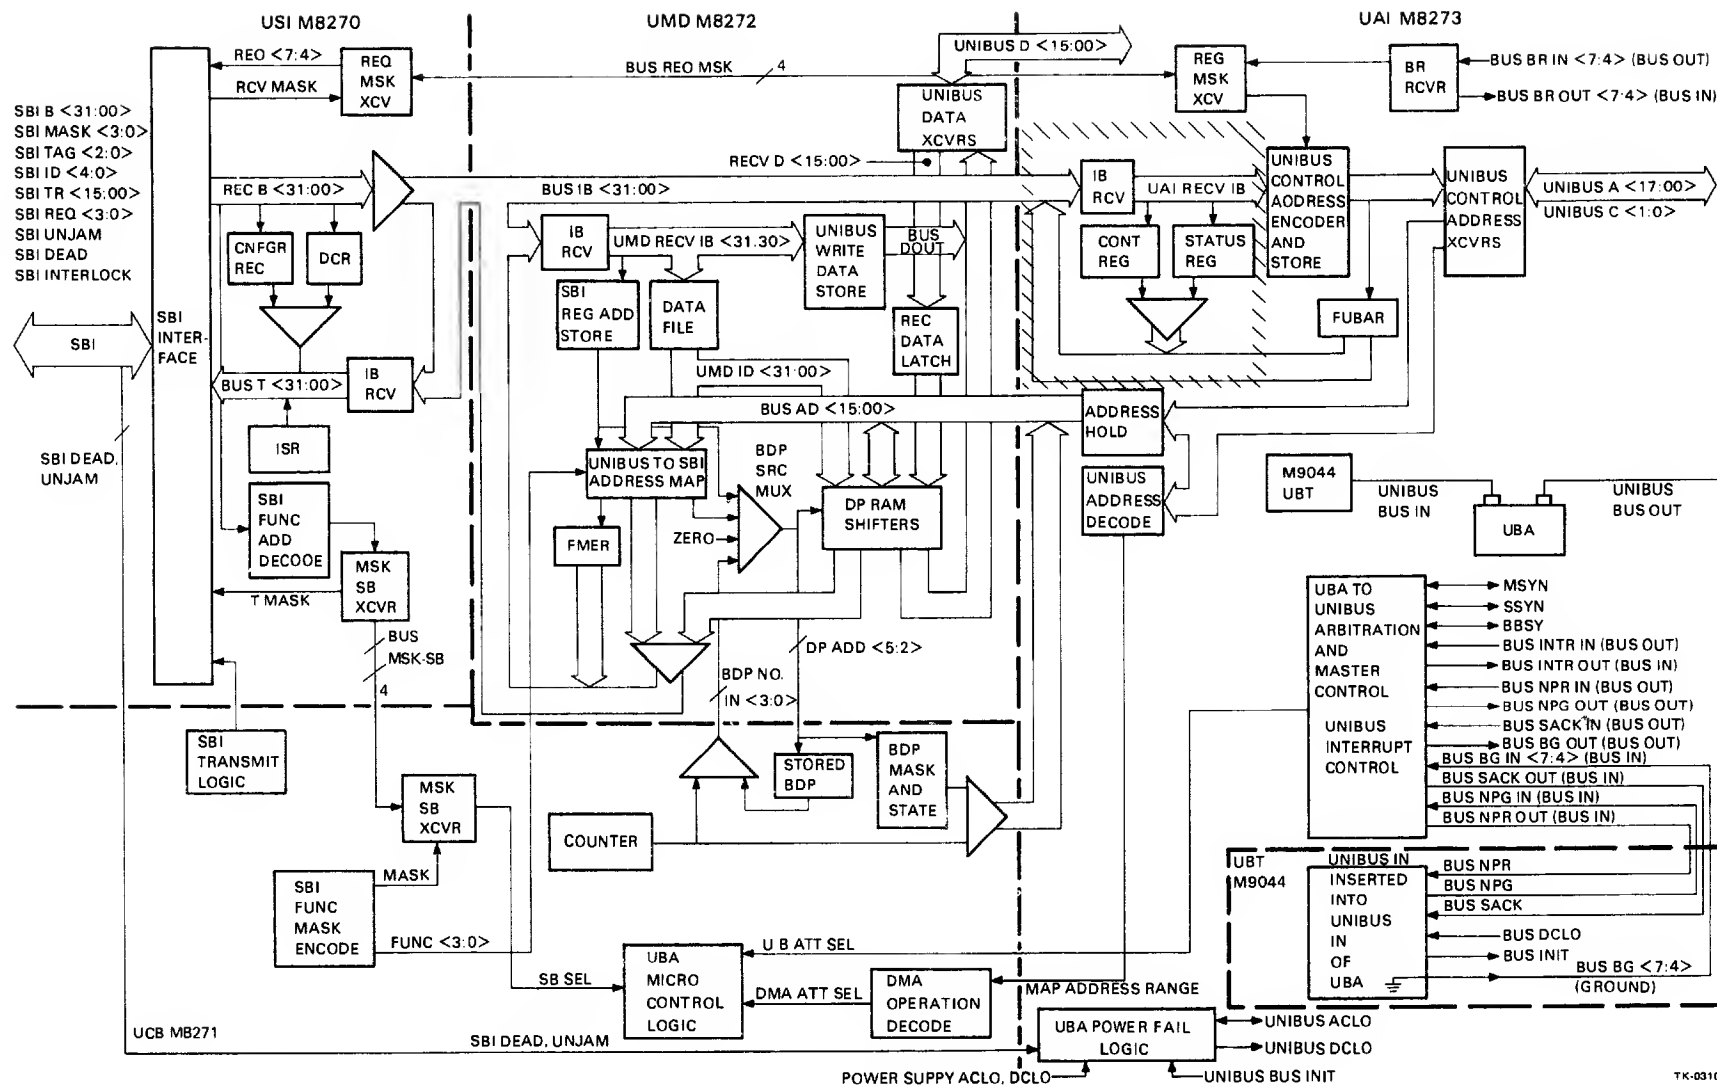 USI M8270
UMD M8272
UAI M8273
SBI B <31:00>
SBI MASK <3:0>
SBI TAG <2:0>
SBI ID <4:0>
SBI TR <15:00>
SBI REQ <3:0>
SBI UNJAM
SBI DEAD
SBI INTERLOCK
SBI
SBI DEAD,
UNJAM
SBI
INTER-
FACE
REO <7:4>
RCV MASK
REQ
MSK
XCV
REC B <31:00>
CNFGR
REC
DCR
BUS T <31:00>
IB
RCV
ISR
SBI
FUNC
ADD
DECOOE
T MASK
MSK
SB
XCVR
BUS
MSK-SB
4
SBI
TRANSMIT
LOGIC
MSK
SB
XCVR
SBI
FUNC
MASK
ENCODE
MASK
FUNC <3:0>
SB SEL
UCB M8271
SBI DEAD, UNJAM
BUS REO MSK
4
UNIBUS D <15:00>
UNIBUS
DATA
XCVRS
RECV D <15:00>
BUS IB <31:00>
IB
RCV
UMD RECV IB <31.30>
UNIBUS
WRITE
DATA
STORE
BUS
DOUT
SBI
REG ADD
STORE
DATA
FILE
REC
DATA
LATCH
UMD ID <31:00>
BUS AD <15:00>
UNIBUS TO SBI
ADDRESS MAP
BDP
SRC
MUX
ZERO
DP RAM
SHIFTERS
FMER
DP ADD <5:2>
BDP NO.
IN <3:0>
STORED
BDP
BDP
MASK
AND
STATE
COUNTER
UBA
MICRO
CONTROL
LOGIC
U B ATT SEL
DMA ATT SEL
DMA
OPERATION
DECODE
MAP ADDRESS RANGE
UBA POWER FAIL
LOGIC
UNIBUS ACLO
UNIBUS DCLO
POWER SUPPLY ACLO, DCLO
UNIBUS BUS INIT
REG
MSK
XCV
BR
RCVR
BUS BR IN <7:4> (BUS OUT)
BUS BR OUT <7:4> (BUS IN)
IB
RCV
UAI RECV IB
CONT
REG
STATUS
REG
UNIBUS
CONTROL
AODRESS
ENCODER
AND
STORE
UNIBUS
CONTROL
ADDRESS
XCVRS
UNIBUS A <17:00>
UNIBUS C <1:0>
FUBAR
ADDRESS
HOLD
UNIBUS
ADDRESS
DECODE
M9044
UBT
UNIBUS
BUS IN
UBA
UNIBUS
BUS OUT
UBA TO
UNIBUS
ARBITRATION
AND
MASTER
CONTROL
UNIBUS
INTERRUPT
CONTROL
MSYN
SSYN
BBSY
BUS INTR IN (BUS OUT)
BUS INTR OUT (BUS IN)
BUS NPR IN (BUS OUT)
BUS NPG OUT (BUS OUT)
BUS SACK IN (BUS OUT)
BUS BG OUT (BUS OUT)
BUS BG IN <7:4> (BUS IN)
BUS SACK OUT (BUS IN)
BUS NPG IN (BUS IN)
BUS NPR OUT (BUS IN)
UBT
M9044
UNIBUS IN
INSERTED
INTO
UNIBUS
IN
OF
UBA
BUS NPR
BUS NPG
BUS SACK
BUS DCLO
BUS INIT
BUS BG <7:4>
(GROUND)
TK-0310